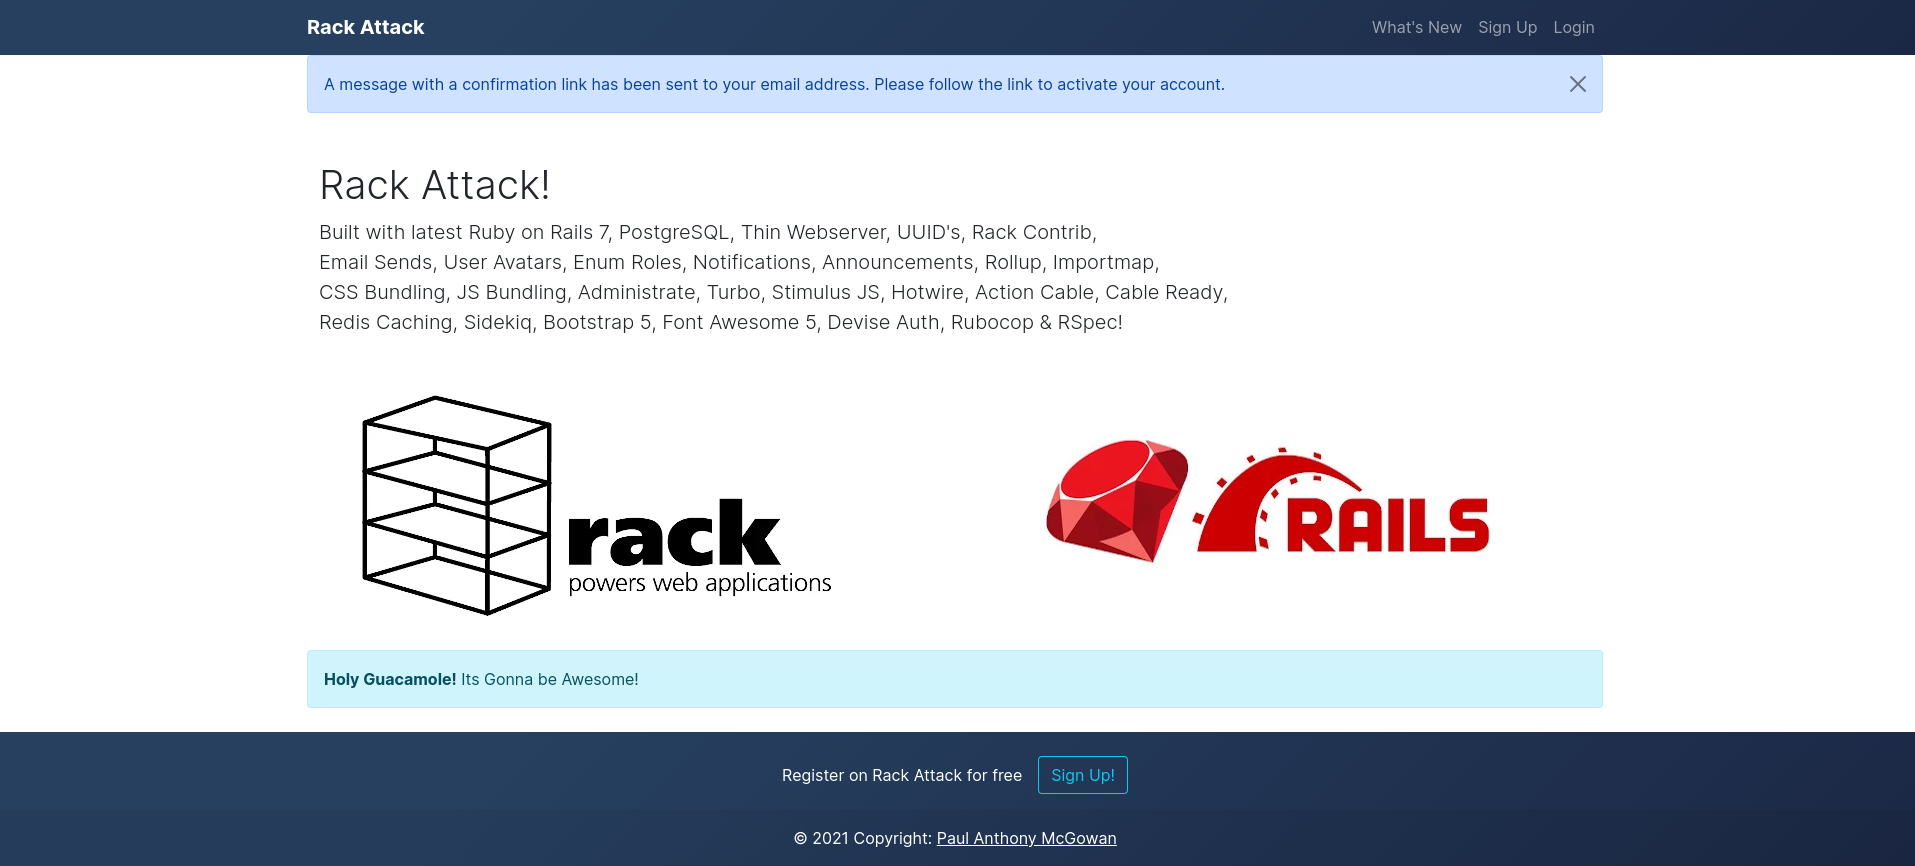 Rack Attack
What's New Sign Up Login
A message with a confirmation link has been sent to your email address. Please follow the link to activate your account.
Rack Attack!
Built with latest Ruby on Rails 7, PostgreSQL, Thin Webserver, UUID's, Rack Contrib,
Email Sends, User Avatars, Enum Roles, Notifications, Announcements, Rollup, Importmap,
CSS Bundling, JS Bundling, Administrate, Turbo, Stimulus JS, Hotwire, Action Cable, Cable Ready,
Redis Caching, Sidekiq, Bootstrap 5, Font Awesome 5, Devise Auth, Rubocop & RSpec!
rack
powers web applications
RAILS
Holy Guacamole! Its Gonna be Awesome!
Register on Rack Attack for free Sign Up!
© 2021 Copyright: Paul Anthony McGowan